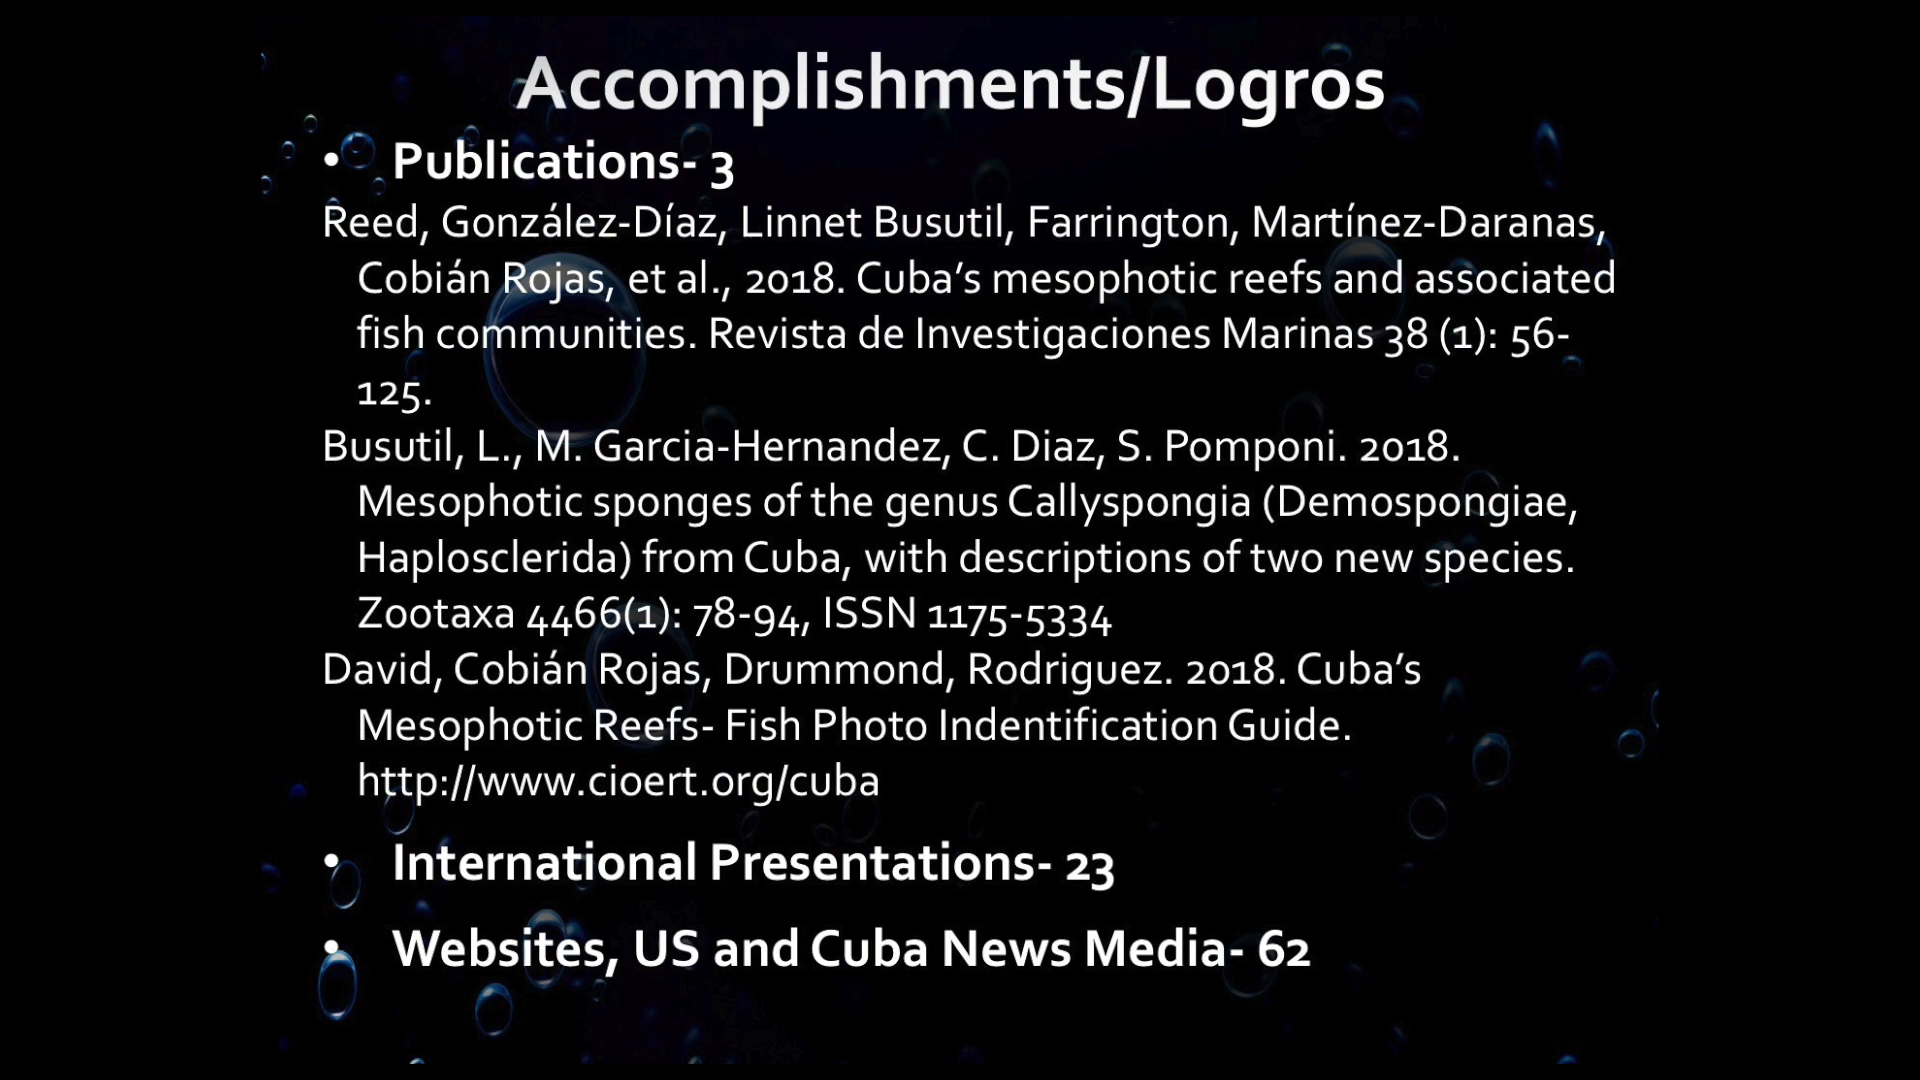 Accomplishments/Logros
• Publications- 3
Reed, González-Díaz, Linnet Busutil, Farrington, Martínez-Daranas,
Cobián Rojas, et al., 2018. Cuba’s mesophotic reefs and associated
fish communities. Revista de Investigaciones Marinas 38 (1): 56-
125.
Busutil, L., M. Garcia-Hernandez, C. Diaz, S. Pomponi. 2018.
Mesophotic sponges of the genus Callyspongia (Demospongiae,
Haplosclerida) from Cuba, with descriptions of two new species.
Zootaxa 4466(1): 78-94, ISSN 1175-5334
David, Cobián Rojas, Drummond, Rodriguez. 2018. Cuba’s
Mesophotic Reefs- Fish Photo Indentification Guide.
http://www.cioert.org/cuba
• International Presentations- 23
• Websites, US and Cuba News Media- 62